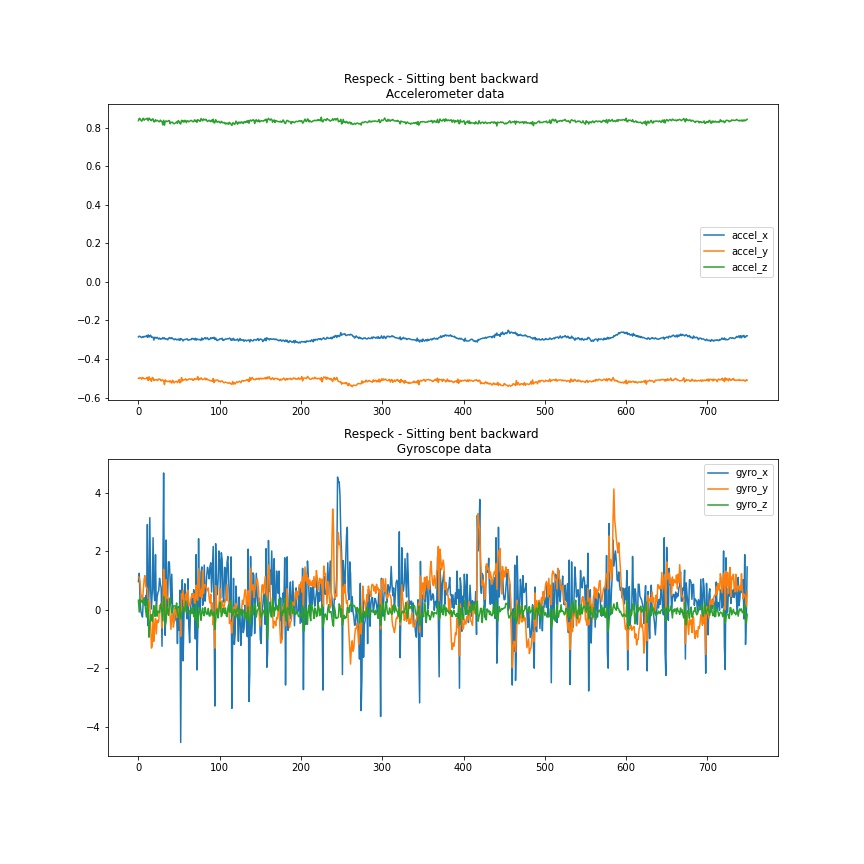 Respeck - Sitting bent backward
Accelerometer data
0.8
0.6
0.4
0.2
0.0
−0.2
−0.4
−0.6
accel_x
accel_y
accel_z
0 100 200 300 400 500 600 700
Respeck - Sitting bent backward
Gyroscope data
4
2
0
−2
−4
gyro_x
gyro_y
gyro_z
0 100 200 300 400 500 600 700